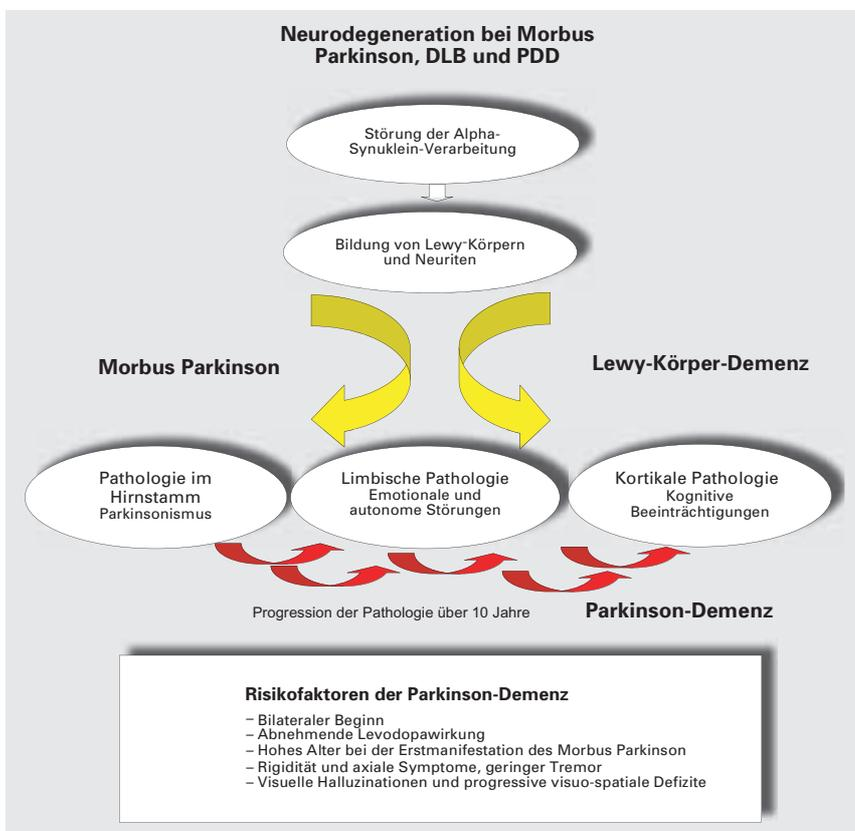 Neurodegeneration bei Morbus
Parkinson, DLB und PDD
Störung der Alpha-
Synuklein-Verarbeitung
Bildung von Lewy-Körpern
und Neuriten
Morbus Parkinson
Lewy-Körper-Demenz
Pathologie im
Hirnstamm
Parkinsonismus
Limbische Pathologie
Emotionale und
autonome Störungen
Kortikale Pathologie
Kognitive
Beeinträchtigungen
Progression der Pathologie über 10 Jahre
Parkinson-Demenz
Risikofaktoren der Parkinson-Demenz
– Bilateraler Beginn
– Abnehmende Levodopawirkung
– Hohes Alter bei der Erstmanifestation des Morbus Parkinson
– Rigidität und axiale Symptome, geringer Tremor
– Visuelle Halluzinationen und progressive visuo-spatiale Defizite